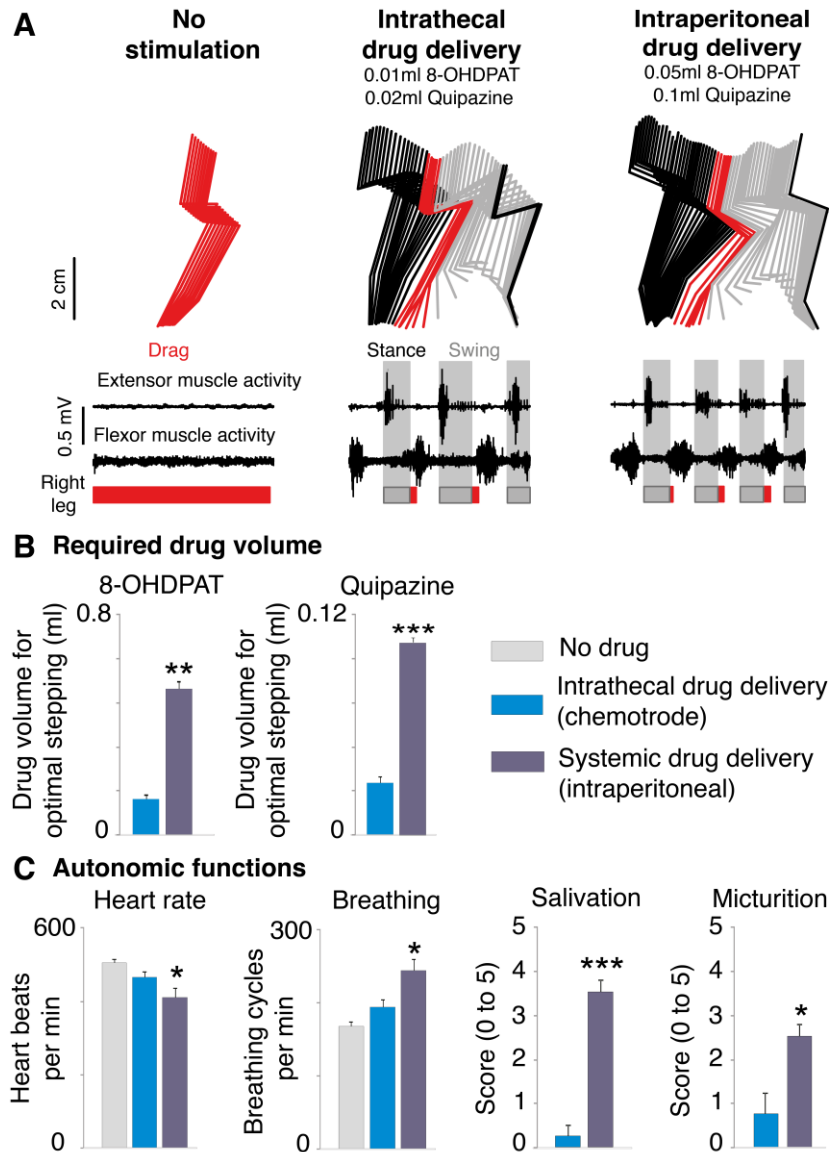 A
No
stimulation
Intrathecal
drug delivery
0.01ml 8-OHDPAT
0.02ml Quipazine
Intraperitoneal
drug delivery
0.05ml 8-OHDPAT
0.1ml Quipazine
2 cm
Drag
Stance
Swing
Extensor muscle activity
0.5 mV
Flexor muscle activity
Right
leg
B Required drug volume
8-OHDPAT
Drug volume for
optimal stepping (ml)
0.8
0
**
Quipazine
Drug volume for
optimal stepping (ml)
0.12
0
***
No drug
Intrathecal drug delivery
(chemotrode)
Systemic drug delivery
(intraperitoneal)
C Autonomic functions
Heart rate
Heart beats
per min
600
0
*
Breathing
Breathing cycles
per min
300
0
*
Salivation
Score (0 to 5)
5
4
3
2
1
0
***
Micturition
Score (0 to 5)
5
4
3
2
1
0
*